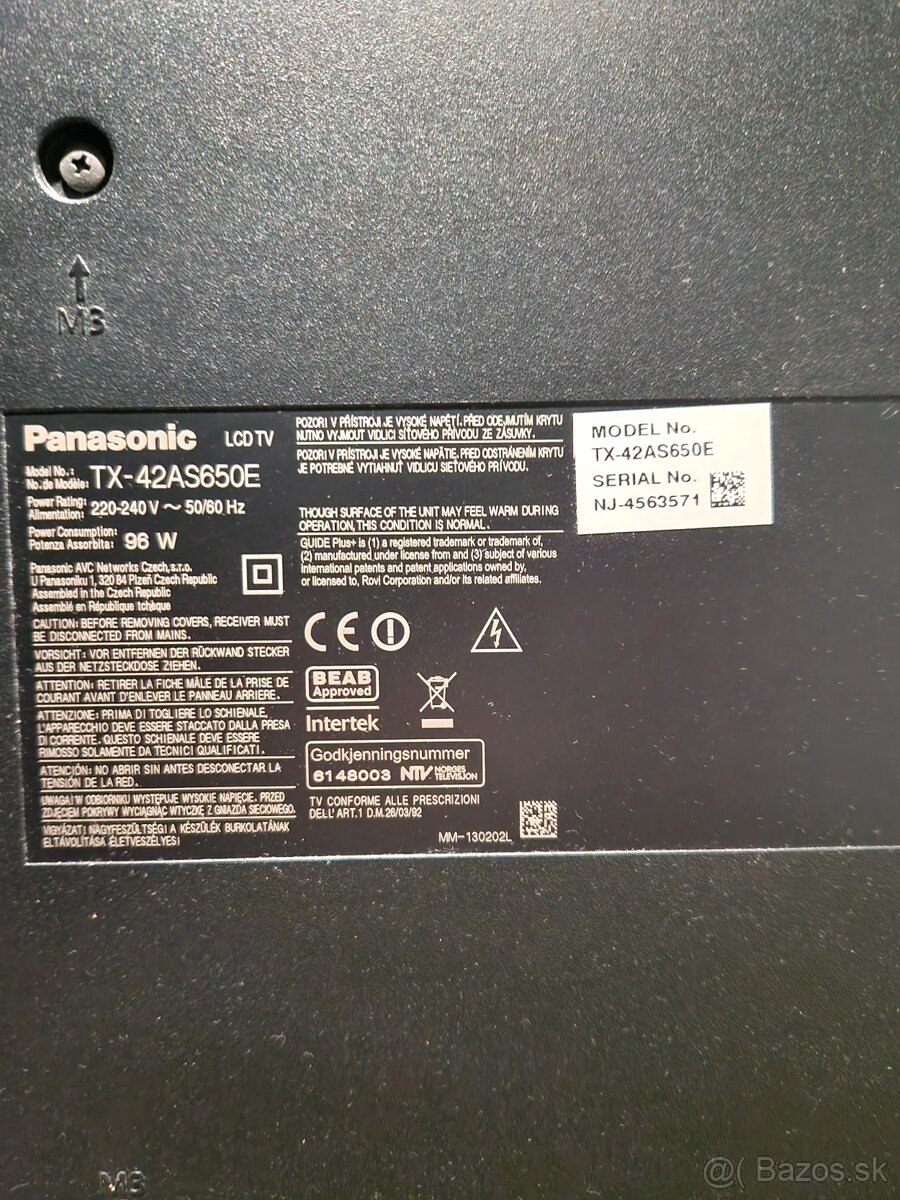 M3
Panasonic LCD TV
Model No.:
No. de Modèle: TX-42AS650E
Power Rating:
Alimentation: 220-240 V ~ 50/60 Hz
Power Consumption:
Potenza Assorbita: 96 W
Panasonic AVC Networks Czech,s.r.o.
U Panasoniku 1, 320 84 Plzeň Czech Republic
Assembled in the Czech Republic
Assemblé en République tchèque
CAUTION: BEFORE REMOVING COVERS, RECEIVER MUST
BE DISCONNECTED FROM MAINS.
VORSICHT: VOR ENTFERNEN DER RÜCKWAND STECKER
AUS DER NETZSTECKDOSE ZIEHEN.
ATTENTION: RETIRER LA FICHE MÂLE DE LA PRISE DE
COURANT AVANT D'ENLEVER LE PANNEAU ARRIERE.
ATTENZIONE: PRIMA DI TOGLIERE LO SCHIENALE,
L'APPARECCHIO DEVE ESSERE STACCATO DALLA PRESA
DI CORRENTE. QUESTO SCHIENALE DEVE ESSERE
RIMOSSO SOLAMENTE DA TECNICI QUALIFICATI.
ATENCIÓN: NO ABRIR SIN ANTES DESCONECTAR LA
TENSIÓN DE LA RED.
UWAGA! W ODBIORNIKU WYSTĘPUJE WYSOKIE NAPIĘCIE. PRZED
ZDJĘCIEM POKRYWY WYCIĄGNĄĆ WTYCZKĘ Z GNIAZDA SIECIOWEGO.
VIGYÁZAT! NAGYFESZÜLTSÉG! A KÉSZÜLÉK BURKOLATÁNAK
ELTÁVOLÍTÁSA ÉLETVESZÉLYES!
POZOR! V PŘÍSTROJI JE VYSOKÉ NAPĚTÍ. PŘED ODEJMUTÍM KRYTU
NUTNO VYJMOUT VIDLICI SÍŤOVÉHO PŘÍVODU ZE ZÁSUVKY.
POZOR! V PRÍSTROJI JE VYSOKÉ NAPÄTIE. PRED ODSTRÁNENÍM KRYTU
JE POTREBNÉ VYTIAHNUŤ VIDLICU SIEŤOVÉHO PRÍVODU.
THOUGH SURFACE OF THE UNIT MAY FEEL WARM DURING
OPERATION, THIS CONDITION IS NORMAL.
GUIDE Plus+ is (1) a registered trademark or trademark of,
(2) manufactured under license from and (3) subject of various
international patents and patent applications owned by,
or licensed to, Rovi Corporation and/or its related affiliates.
CE
BEAB
Approved
Intertek
Godkjenningsnummer
6148003 NTV NORGES
TELEVISJON
TV CONFORME ALLE PRESCRIZIONI
DELL' ART.1 D.M.26/03/92
MM-130202L
MODEL No.
TX-42AS650E
SERIAL No.
NJ-4563571
M3
@( Bazos.sk